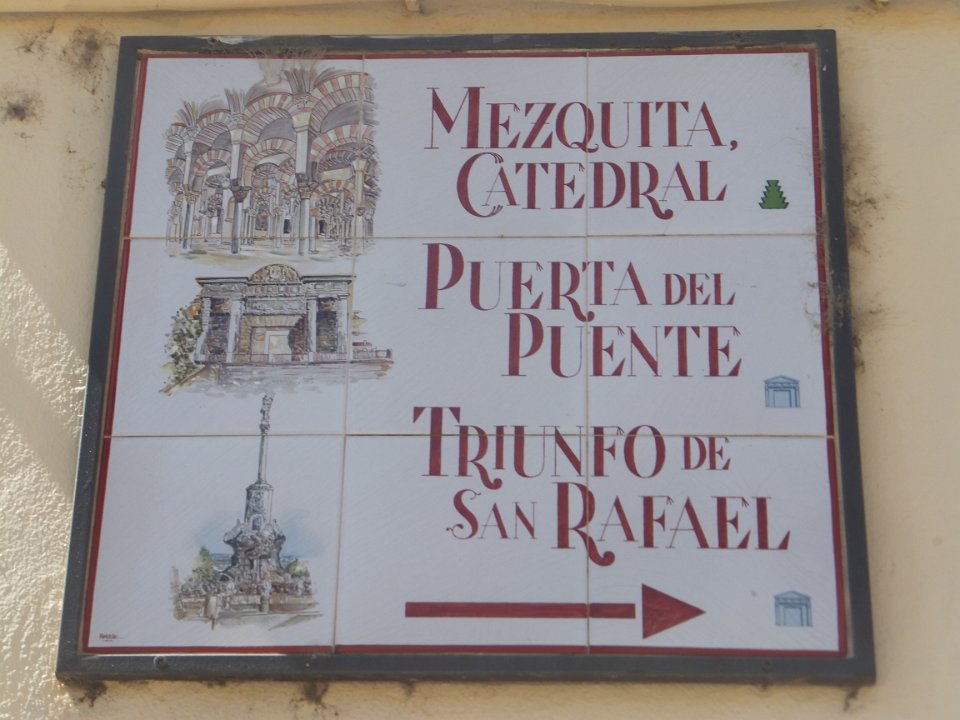 MEZQUITA,
CATEDRAL
PUERTA DEL
PUENTE
TRIUNFO DE
SAN RAFAEL